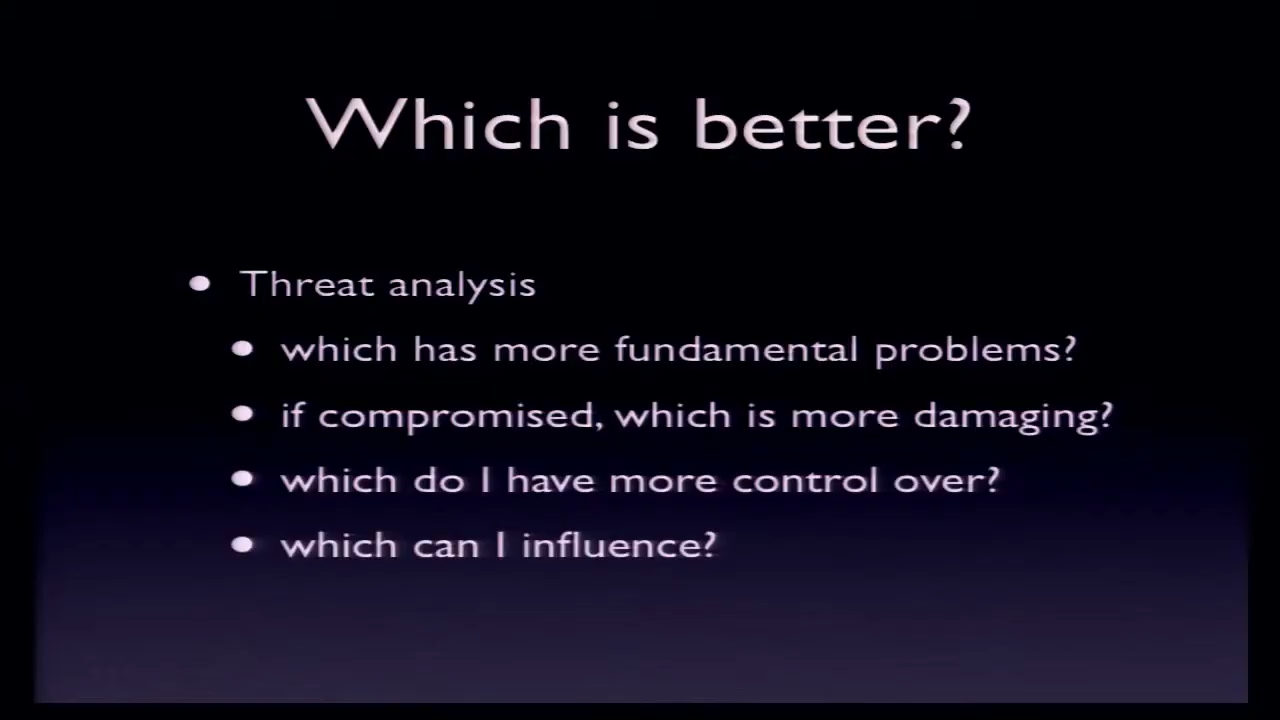 Which is better?
Threat analysis
which has more fundamental problems?
if compromised, which is more damaging?
which do I have more control over?
which can I influence?